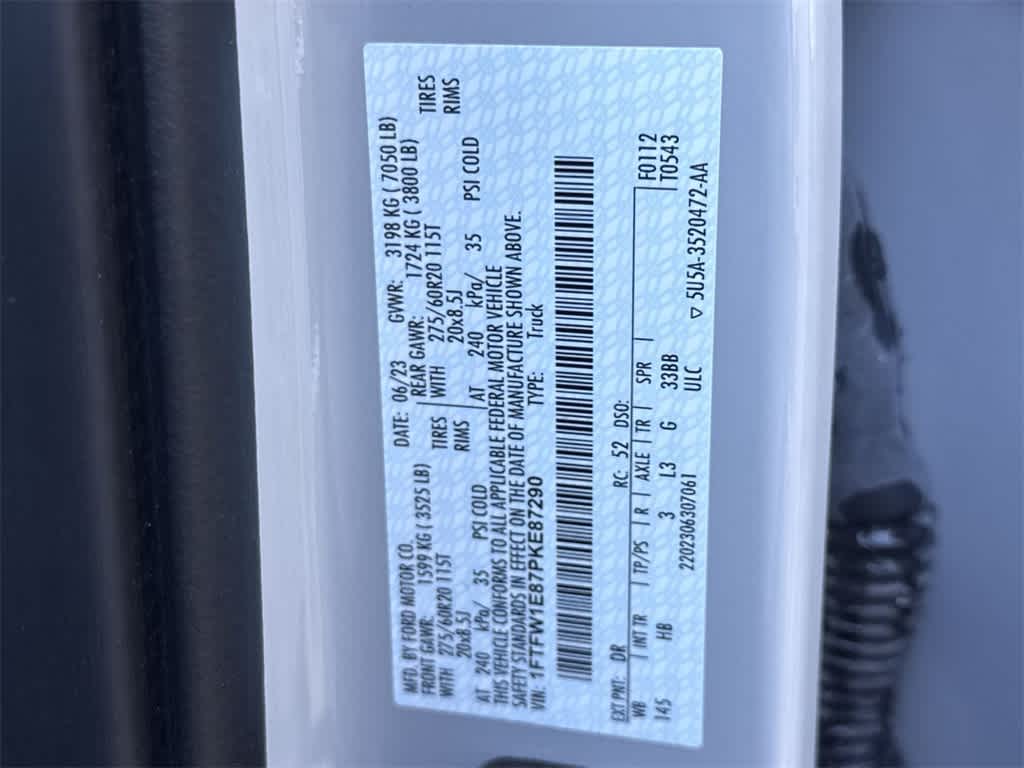 MFD. BY FORD MOTOR CO.
DATE: 06/23 GVWR: 3198 KG ( 7050 LB)
FRONT GAWR: 1599 KG ( 3525 LB) REAR GAWR: 1724 KG ( 3800 LB)
WITH 275/60R20 115T TIRES WITH 275/60R20 115T TIRES
20x8.5J RIMS 20x8.5J RIMS
AT 240 kPa/ 35 PSI COLD AT 240 kPa/ 35 PSI COLD
THIS VEHICLE CONFORMS TO ALL APPLICABLE FEDERAL MOTOR VEHICLE
SAFETY STANDARDS IN EFFECT ON THE DATE OF MANUFACTURE SHOWN ABOVE.
VIN: 1FTFW1E87PKE87290 TYPE: Truck
EXT PNT: DR RC: 52 DSO:
WB | INT TR | TP/PS | R | AXLE | TR | SPR | F0112
145 HB 3 L3 G 33BB T0543
2202306307061 ULC ▽ 5U5A-3520472-AA